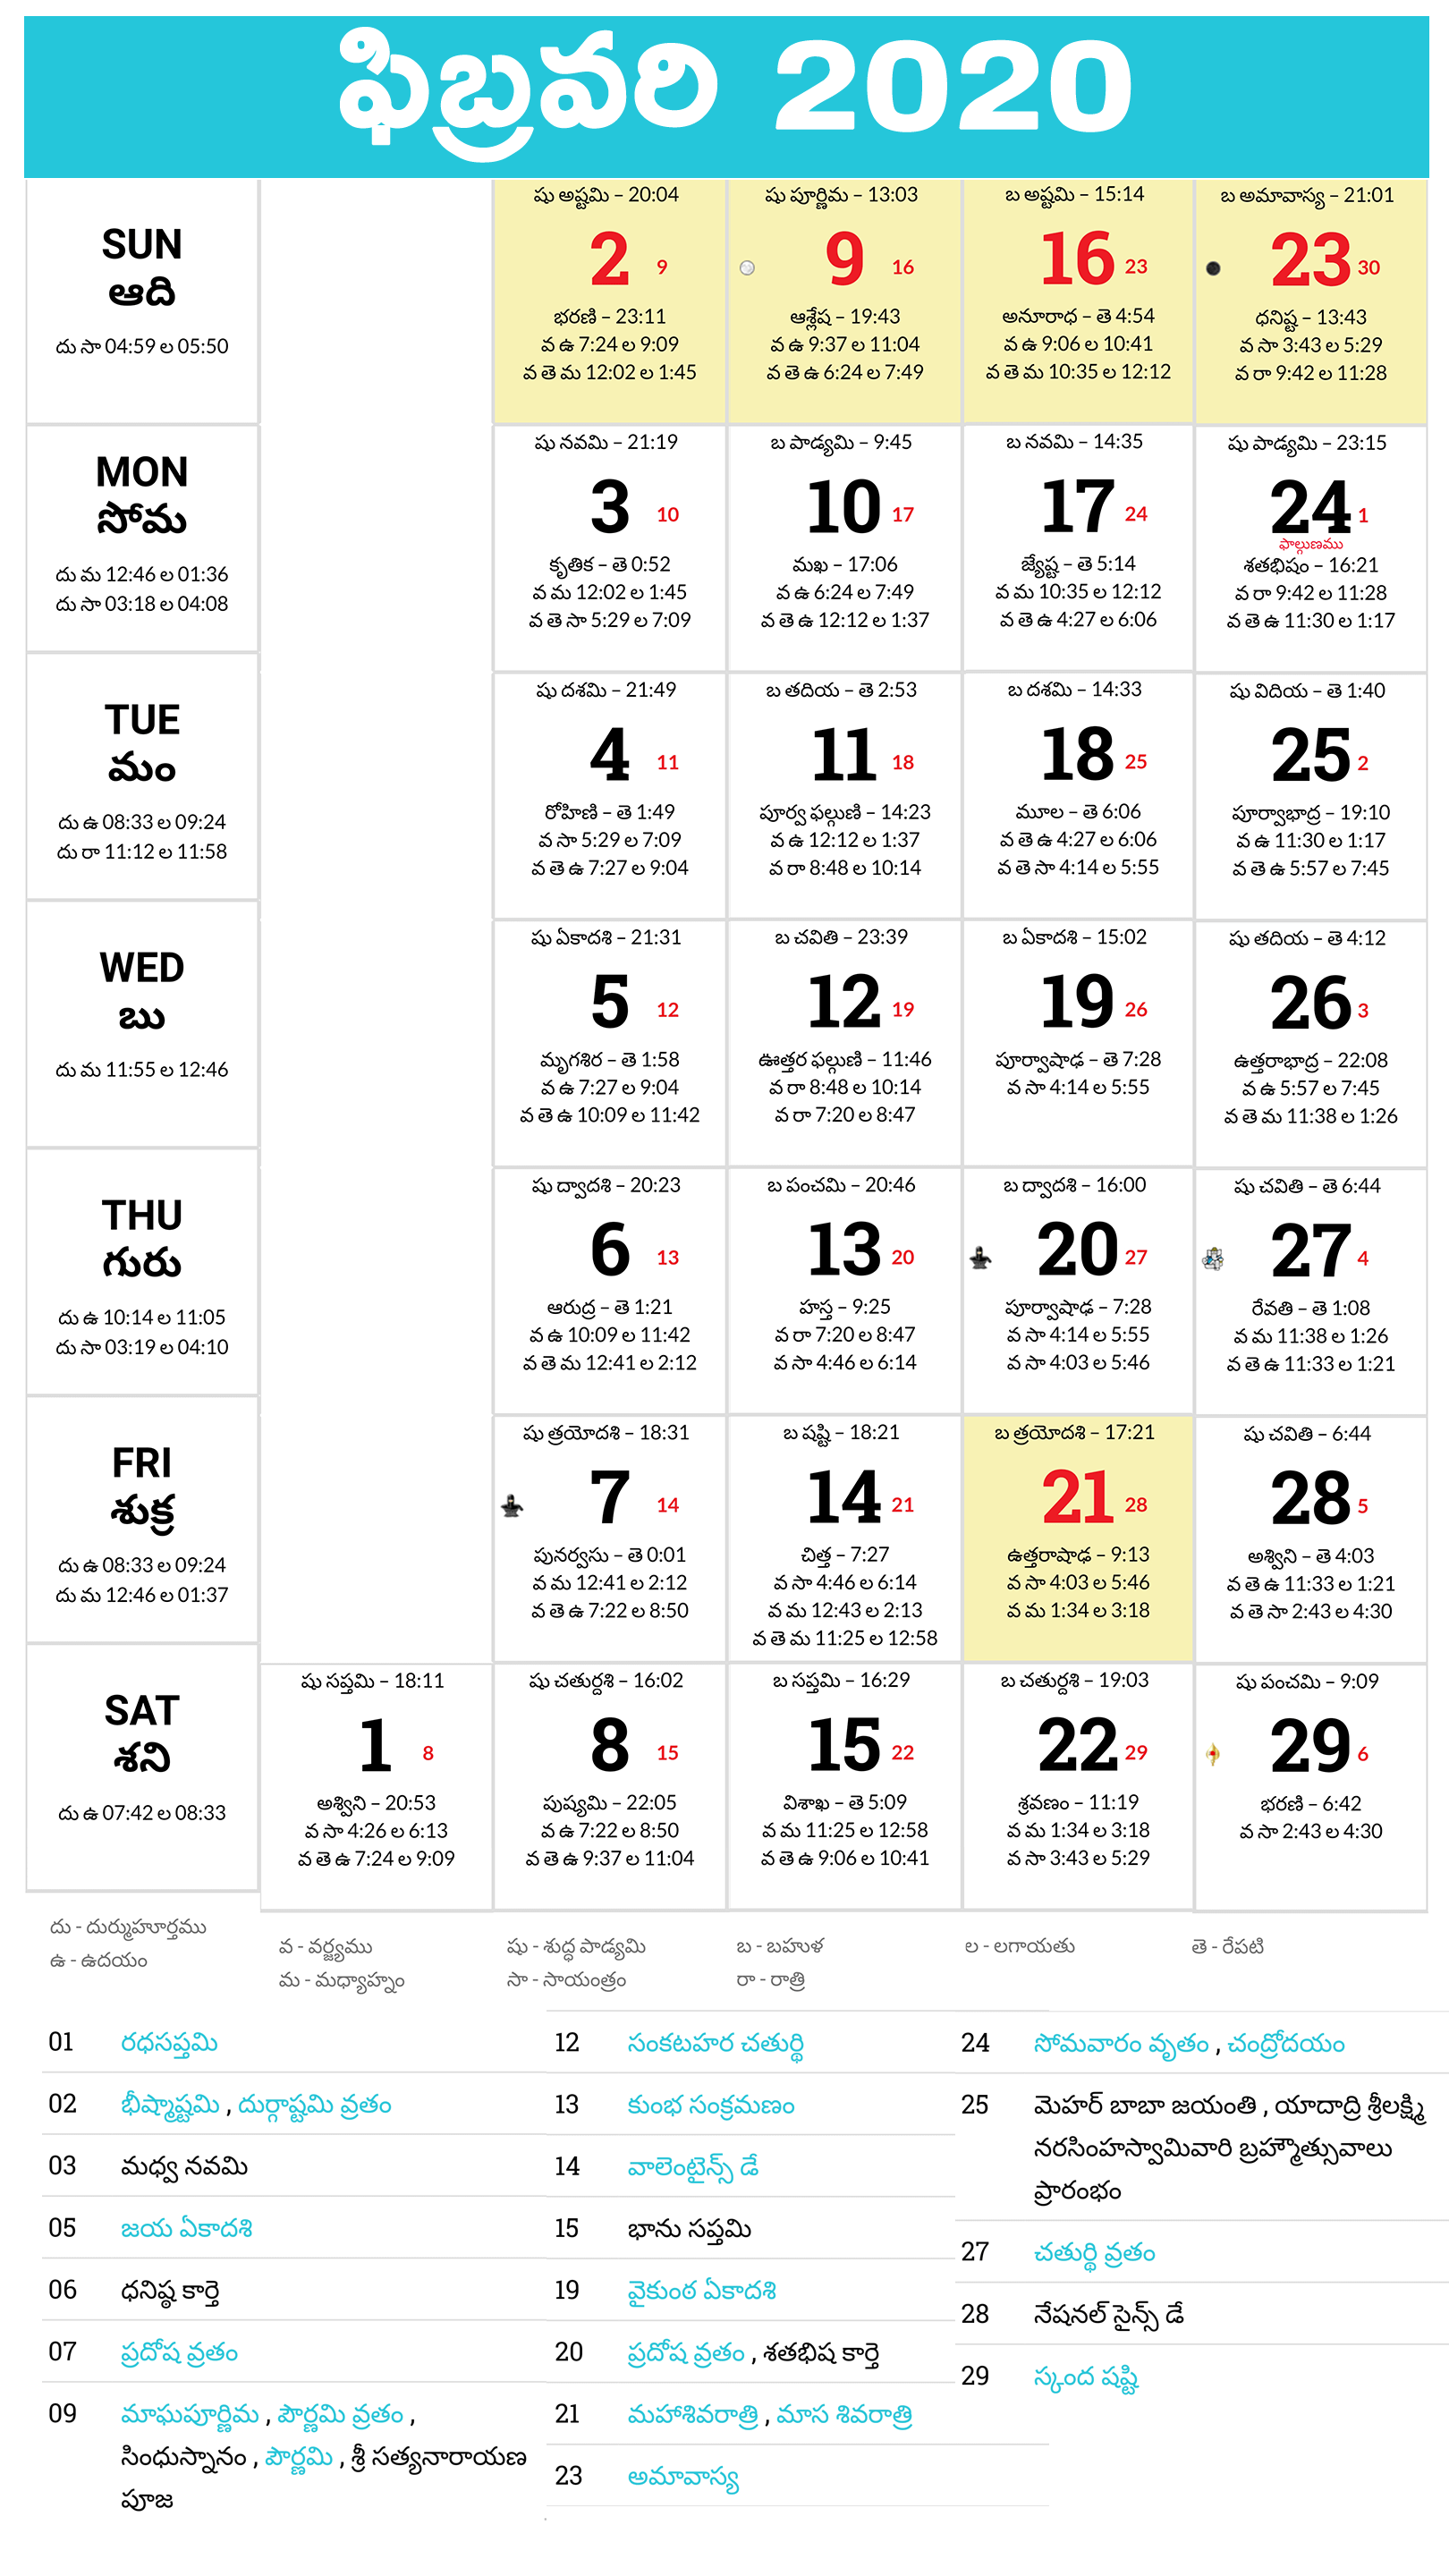 ఫిబ్రవరి 2020
SUN
ఆది
దు సా 04:59 ల 05:50
షు అష్టమి – 20:04
2 9
భరణి – 23:11
వ ఉ 7:24 ల 9:09
వ తె మ 12:02 ల 1:45
షు పూర్ణిమ – 13:03
9 16
ఆశ్లేష – 19:43
వ ఉ 9:37 ల 11:04
వ తె ఉ 6:24 ల 7:49
బ అష్టమి – 15:14
16 23
అనూరాధ – తె 4:54
వ ఉ 9:06 ల 10:41
వ తె మ 10:35 ల 12:12
బ అమావాస్య – 21:01
23 30
ధనిష్ట – 13:43
వ సా 3:43 ల 5:29
వ రా 9:42 ల 11:28
MON
సోమ
దు మ 12:46 ల 01:36
దు సా 03:18 ల 04:08
షు నవమి – 21:19
3 10
కృతిక – తె 0:52
వ మ 12:02 ల 1:45
వ తె సా 5:29 ల 7:09
బ పాడ్యమి – 9:45
10 17
మఖ – 17:06
వ ఉ 6:24 ల 7:49
వ తె ఉ 12:12 ల 1:37
బ నవమి – 14:35
17 24
జ్యేష్ట – తె 5:14
వ మ 10:35 ల 12:12
వ తె ఉ 4:27 ల 6:06
షు పాడ్యమి – 23:15
24 1
ఫాల్గుణము
శతభిషం – 16:21
వ రా 9:42 ల 11:28
వ తె ఉ 11:30 ల 1:17
TUE
మం
దు ఉ 08:33 ల 09:24
దు రా 11:12 ల 11:58
షు దశమి – 21:49
4 11
రోహిణి – తె 1:49
వ సా 5:29 ల 7:09
వ తె ఉ 7:27 ల 9:04
బ తదియ – తె 2:53
11 18
పూర్వ ఫల్గుణి – 14:23
వ ఉ 12:12 ల 1:37
వ రా 8:48 ల 10:14
బ దశమి – 14:33
18 25
మూల – తె 6:06
వ తె ఉ 4:27 ల 6:06
వ తె సా 4:14 ల 5:55
షు విదియ – తె 1:40
25 2
పూర్వాభాద్ర – 19:10
వ ఉ 11:30 ల 1:17
వ తె ఉ 5:57 ల 7:45
WED
బు
దు మ 11:55 ల 12:46
షు ఏకాదశి – 21:31
5 12
మృగశిర – తె 1:58
వ ఉ 7:27 ల 9:04
వ తె ఉ 10:09 ల 11:42
బ చవితి – 23:39
12 19
ఊత్తర ఫల్గుణి – 11:46
వ రా 8:48 ల 10:14
వ రా 7:20 ల 8:47
బ ఏకాదశి – 15:02
19 26
పూర్వాషాఢ – తె 7:28
వ సా 4:14 ల 5:55
షు తదియ – తె 4:12
26 3
ఉత్తరాభాద్ర – 22:08
వ ఉ 5:57 ల 7:45
వ తె మ 11:38 ల 1:26
THU
గురు
దు ఉ 10:14 ల 11:05
దు సా 03:19 ల 04:10
షు ద్వాదశి – 20:23
6 13
ఆరుద్ర – తె 1:21
వ ఉ 10:09 ల 11:42
వ తె మ 12:41 ల 2:12
బ పంచమి – 20:46
13 20
హస్త – 9:25
వ రా 7:20 ల 8:47
వ సా 4:46 ల 6:14
బ ద్వాదశి – 16:00
20 27
పూర్వాషాఢ – 7:28
వ సా 4:14 ల 5:55
వ సా 4:03 ల 5:46
షు చవితి – తె 6:44
27 4
రేవతి – తె 1:08
వ మ 11:38 ల 1:26
వ తె ఉ 11:33 ల 1:21
FRI
శుక్ర
దు ఉ 08:33 ల 09:24
దు మ 12:46 ల 01:37
షు త్రయోదశి – 18:31
7 14
పునర్వసు – తె 0:01
వ మ 12:41 ల 2:12
వ తె ఉ 7:22 ల 8:50
బ షష్టి – 18:21
14 21
చిత్త – 7:27
వ సా 4:46 ల 6:14
వ మ 12:43 ల 2:13
వ తె మ 11:25 ల 12:58
బ త్రయోదశి – 17:21
21 28
ఉత్తరాషాఢ – 9:13
వ సా 4:03 ల 5:46
వ మ 1:34 ల 3:18
షు చవితి – 6:44
28 5
అశ్విని – తె 4:03
వ తె ఉ 11:33 ల 1:21
వ తె సా 2:43 ల 4:30
SAT
శని
దు ఉ 07:42 ల 08:33
షు సప్తమి – 18:11
1 8
అశ్విని – 20:53
వ సా 4:26 ల 6:13
వ తె ఉ 7:24 ల 9:09
షు చతుర్దశి – 16:02
8 15
పుష్యమి – 22:05
వ ఉ 7:22 ల 8:50
వ తె ఉ 9:37 ల 11:04
బ సప్తమి – 16:29
15 22
విశాఖ – తె 5:09
వ మ 11:25 ల 12:58
వ తె ఉ 9:06 ల 10:41
బ చతుర్దశి – 19:03
22 29
శ్రవణం – 11:19
వ మ 1:34 ల 3:18
వ సా 3:43 ల 5:29
షు పంచమి – 9:09
29 6
భరణి – 6:42
వ సా 2:43 ల 4:30
దు - దుర్ముహూర్తము
ఉ - ఉదయం
వ - వర్జ్యము
మ - మధ్యాహ్నం
షు - శుద్ధ పాడ్యమి
సా - సాయంత్రం
బ - బహుళ
రా - రాత్రి
ల - లగాయతు
తె - రేపటి
01 రధసప్తమి
02 భీష్మాష్టమి , దుర్గాష్టమి వ్రతం
03 మధ్వ నవమి
05 జయ ఏకాదశి
06 ధనిష్ఠ కార్తె
07 ప్రదోష వ్రతం
09 మాఘపూర్ణిమ , పౌర్ణమి వ్రతం ,
సింధుస్నానం , పౌర్ణమి , శ్రీ సత్యనారాయణ
పూజ
12 సంకటహర చతుర్థి
13 కుంభ సంక్రమణం
14 వాలెంటైన్స్ డే
15 భాను సప్తమి
19 వైకుంఠ ఏకాదశి
20 ప్రదోష వ్రతం , శతభిష కార్తె
21 మహాశివరాత్రి , మాస శివరాత్రి
23 అమావాస్య
24 సోమవారం వృతం , చంద్రోదయం
25 మెహర్ బాబా జయంతి , యాదాద్రి శ్రీలక్ష్మి
నరసింహస్వామివారి బ్రహ్మౌత్సువాలు
ప్రారంభం
27 చతుర్థి వ్రతం
28 నేషనల్ సైన్స్ డే
29 స్కంద షష్టి